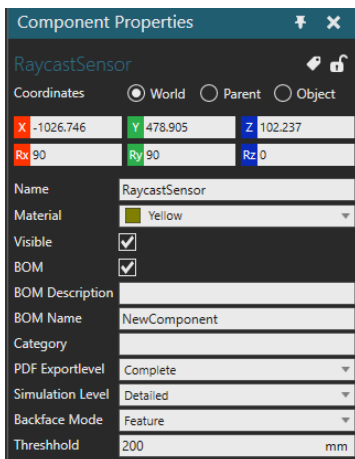 Component Properties
RaycastSensor
Coordinates World Parent Object
X -1026.746 Y 478.905 Z 102.237
Rx 90 Ry 90 Rz 0
Name RaycastSensor
Material Yellow
Visible
BOM
BOM Description
BOM Name NewComponent
Category
PDF Exportlevel Complete
Simulation Level Detailed
Backface Mode Feature
Threshhold 200 mm